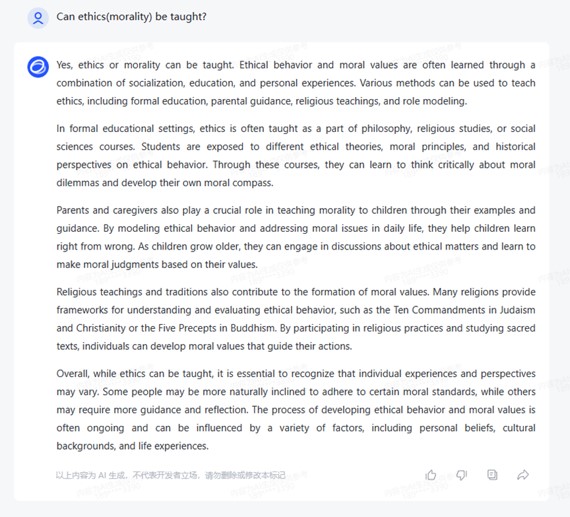 Can ethics(morality) be taught?
Yes, ethics or morality can be taught. Ethical behavior and moral values are often learned through a
combination of socialization, education, and personal experiences. Various methods can be used to teach
ethics, including formal education, parental guidance, religious teachings, and role modeling.
In formal educational settings, ethics is often taught as a part of philosophy, religious studies, or social
sciences courses. Students are exposed to different ethical theories, moral principles, and historical
perspectives on ethical behavior. Through these courses, they can learn to think critically about moral
dilemmas and develop their own moral compass.
Parents and caregivers also play a crucial role in teaching morality to children through their examples and
guidance. By modeling ethical behavior and addressing moral issues in daily life, they help children learn
right from wrong. As children grow older, they can engage in discussions about ethical matters and learn to
make moral judgments based on their values.
Religious teachings and traditions also contribute to the formation of moral values. Many religions provide
frameworks for understanding and evaluating ethical behavior, such as the Ten Commandments in Judaism
and Christianity or the Five Precepts in Buddhism. By participating in religious practices and studying sacred
texts, individuals can develop moral values that guide their actions.
Overall, while ethics can be taught, it is essential to recognize that individual experiences and perspectives
may vary. Some people may be more naturally inclined to adhere to certain moral standards, while others
may require more guidance and reflection. The process of developing ethical behavior and moral values is
often ongoing and can be influenced by a variety of factors, including personal beliefs, cultural
backgrounds, and life experiences.
以上内容为 AI 生成，不代表开发者立场，请勿删除或修改本标记